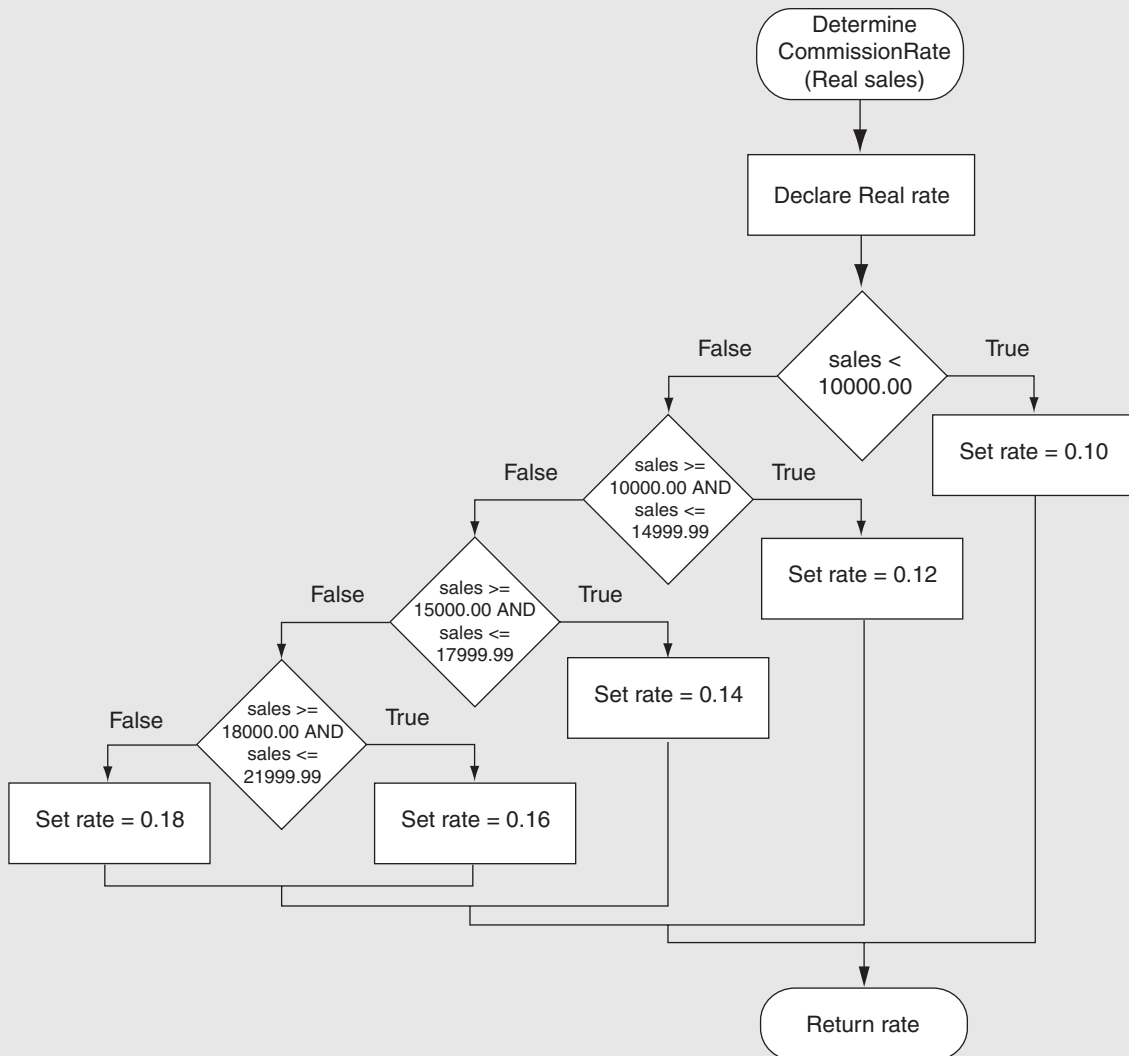 Determine
CommissionRate
(Real sales)
Declare Real rate
sales <
10000.00
False
True
Set rate = 0.10
sales >=
10000.00 AND
sales <=
14999.99
False
True
Set rate = 0.12
sales >=
15000.00 AND
sales <=
17999.99
False
True
Set rate = 0.14
sales >=
18000.00 AND
sales <=
21999.99
False
True
Set rate = 0.18
Set rate = 0.16
Return rate